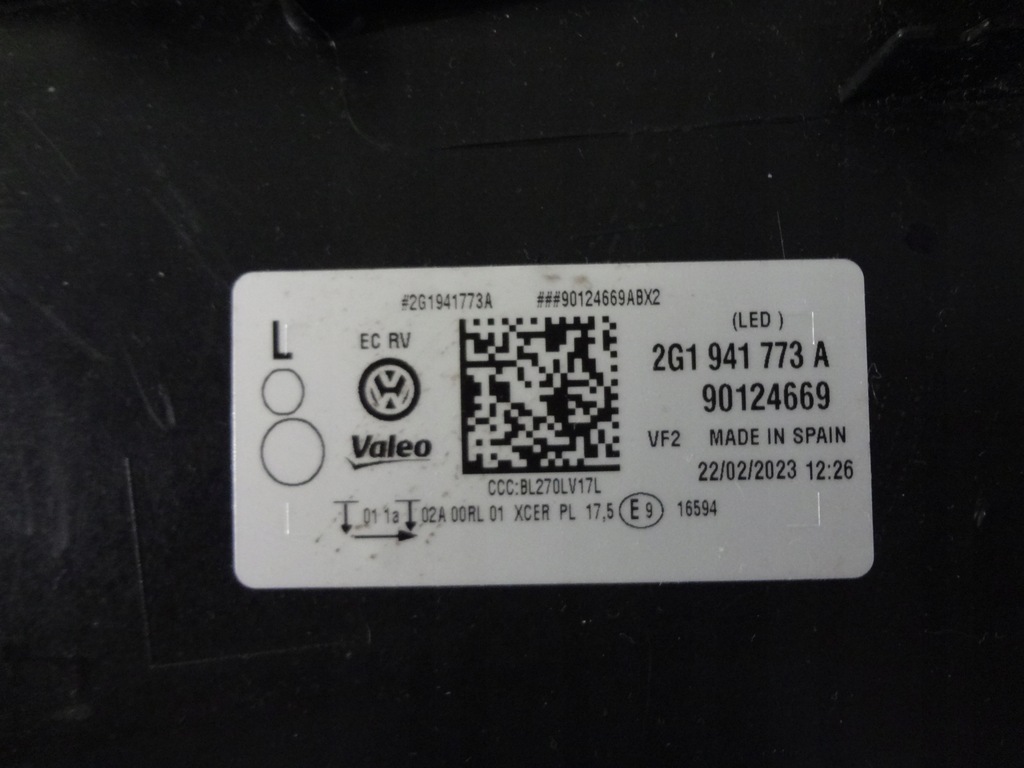 #2G1941773A ###90124669ABX2
(LED )
L
EC RV
2G1 941 773 A
90124669
Valeo
VF2 MADE IN SPAIN
22/02/2023 12:26
CCC:BL270LV17L
01 1a 02A 00RL 01 XCER PL 17,5 E 9 16594